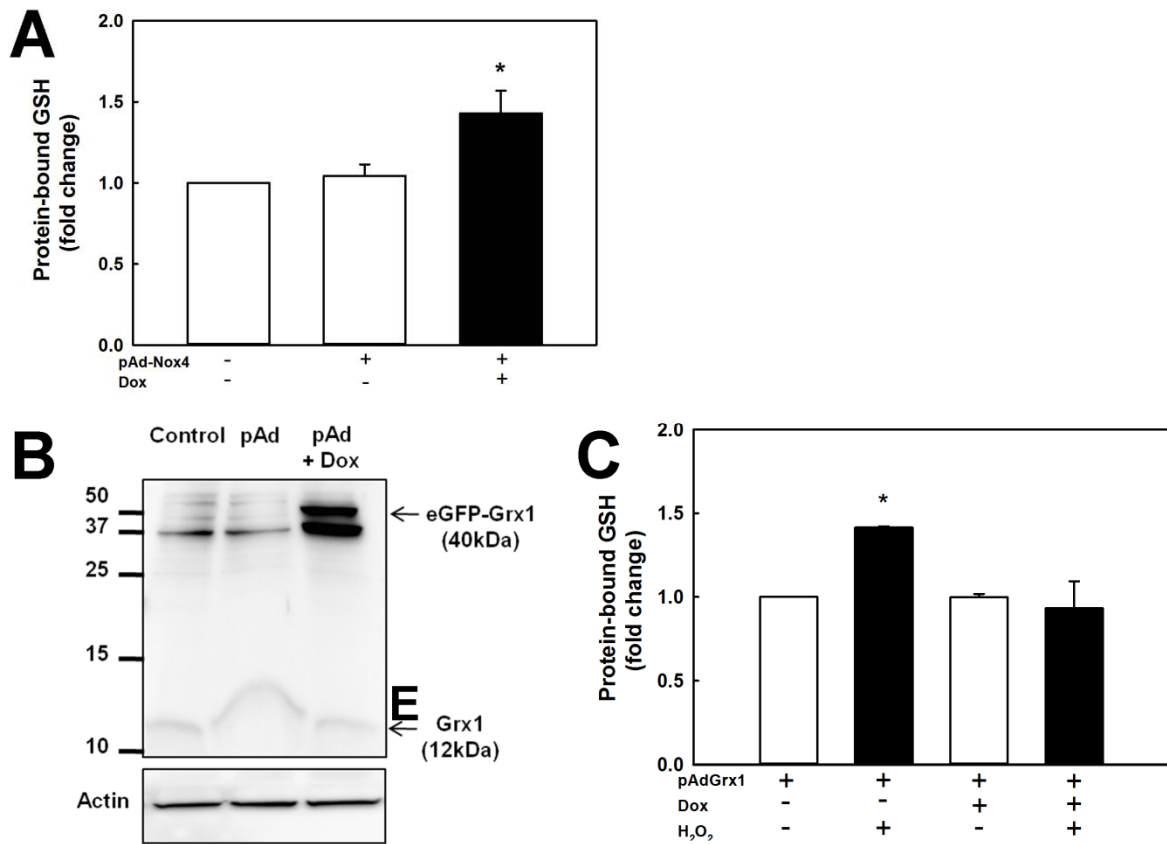 A
Protein-bound GSH
(fold change)
2.0
1.5
1.0
0.5
0.0
*
pAd-Nox4 - + +
Dox - - +
B
Control pAd pAd
+ Dox
50
37
25
15
10
eGFP-Grx1
(40kDa)
E
Grx1
(12kDa)
Actin
C
Protein-bound GSH
(fold change)
2.0
1.5
1.0
0.5
0.0
*
pAdGrx1 + + + +
Dox - - + +
H₂O₂ - + - +